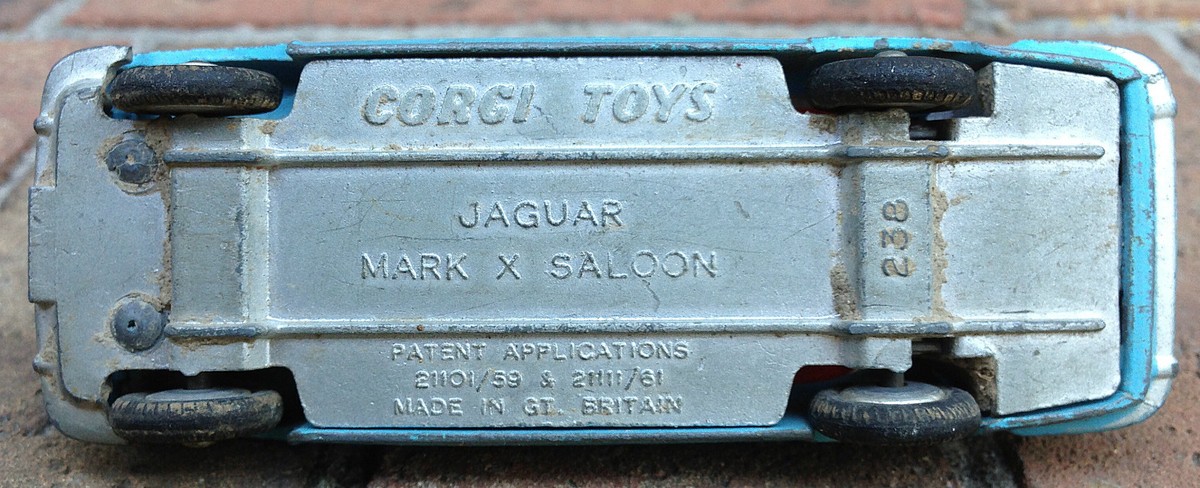 CORGI TOYS
JAGUAR
MARK X SALOON
238
PATENT APPLICATIONS
21101/59 & 21111/61
MADE IN GT. BRITAIN